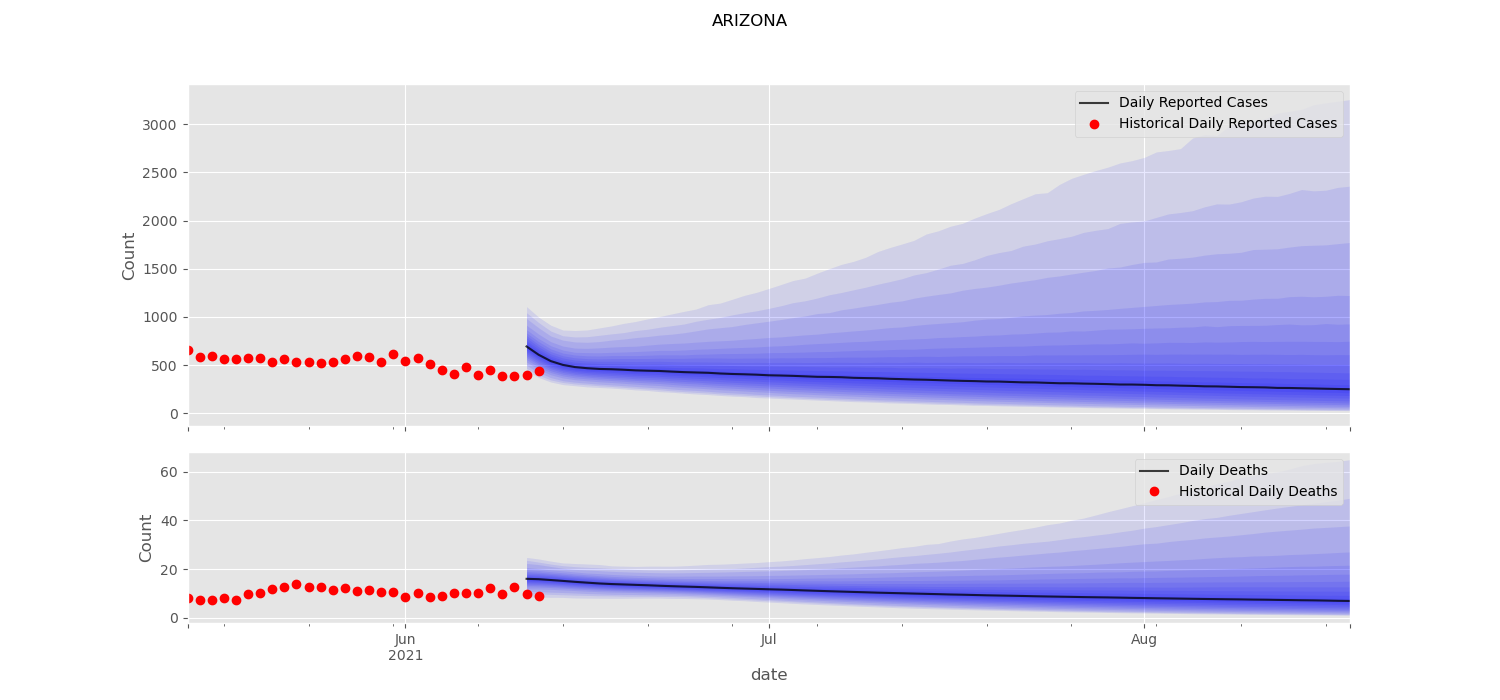 ARIZONA
Daily Reported Cases
Historical Daily Reported Cases
3000
2500
2000
1500
1000
500
0
Count
Daily Deaths
Historical Daily Deaths
60
40
20
0
Count
Jun
2021
Jul
Aug
date